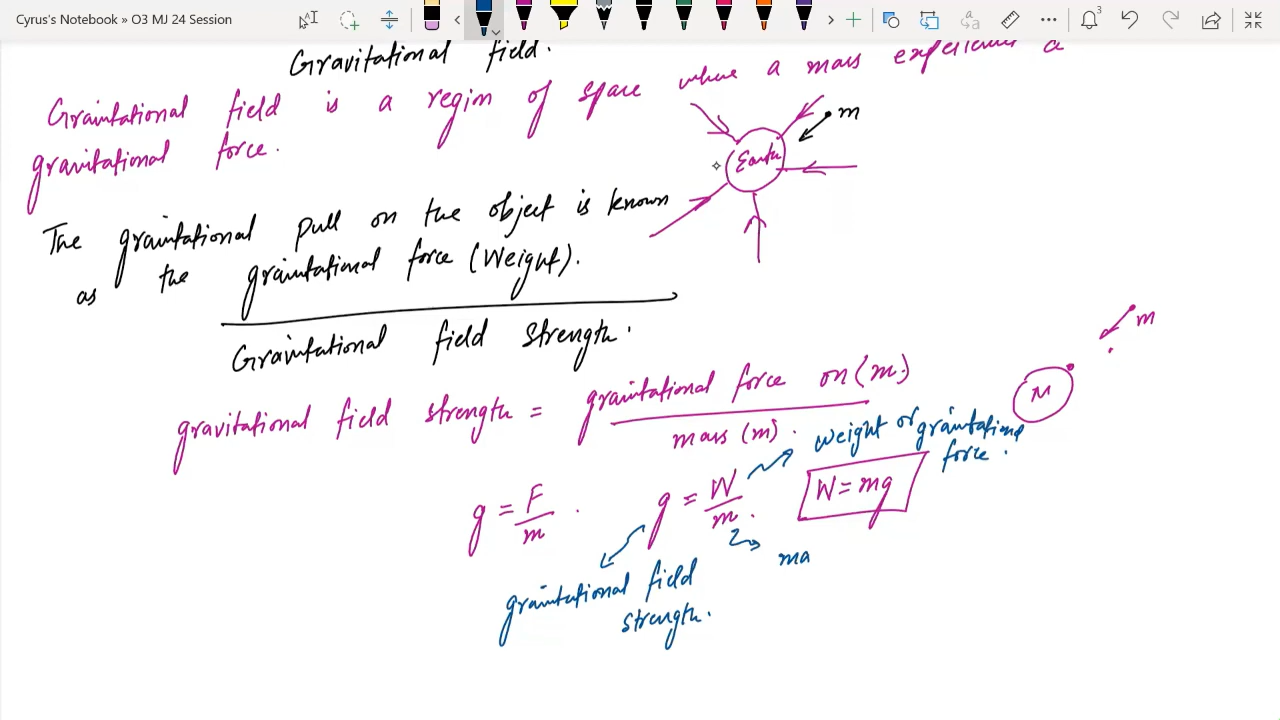 Cyrus's Notebook » O3 MJ 24 Session
3
Gravitational field.
Gravitational field is a region of space where a mass experiences a
gravitational force.
m
Earth
The gravitational pull on the object is known
as the gravitational force (Weight).
Gravitational field strength.
m
M
gravitational field strength = gravitational force on (m)
mass (m).
weight or gravitational
force.
g = F/m . g = W/m . W = mg
ma
gravitational field
strength.